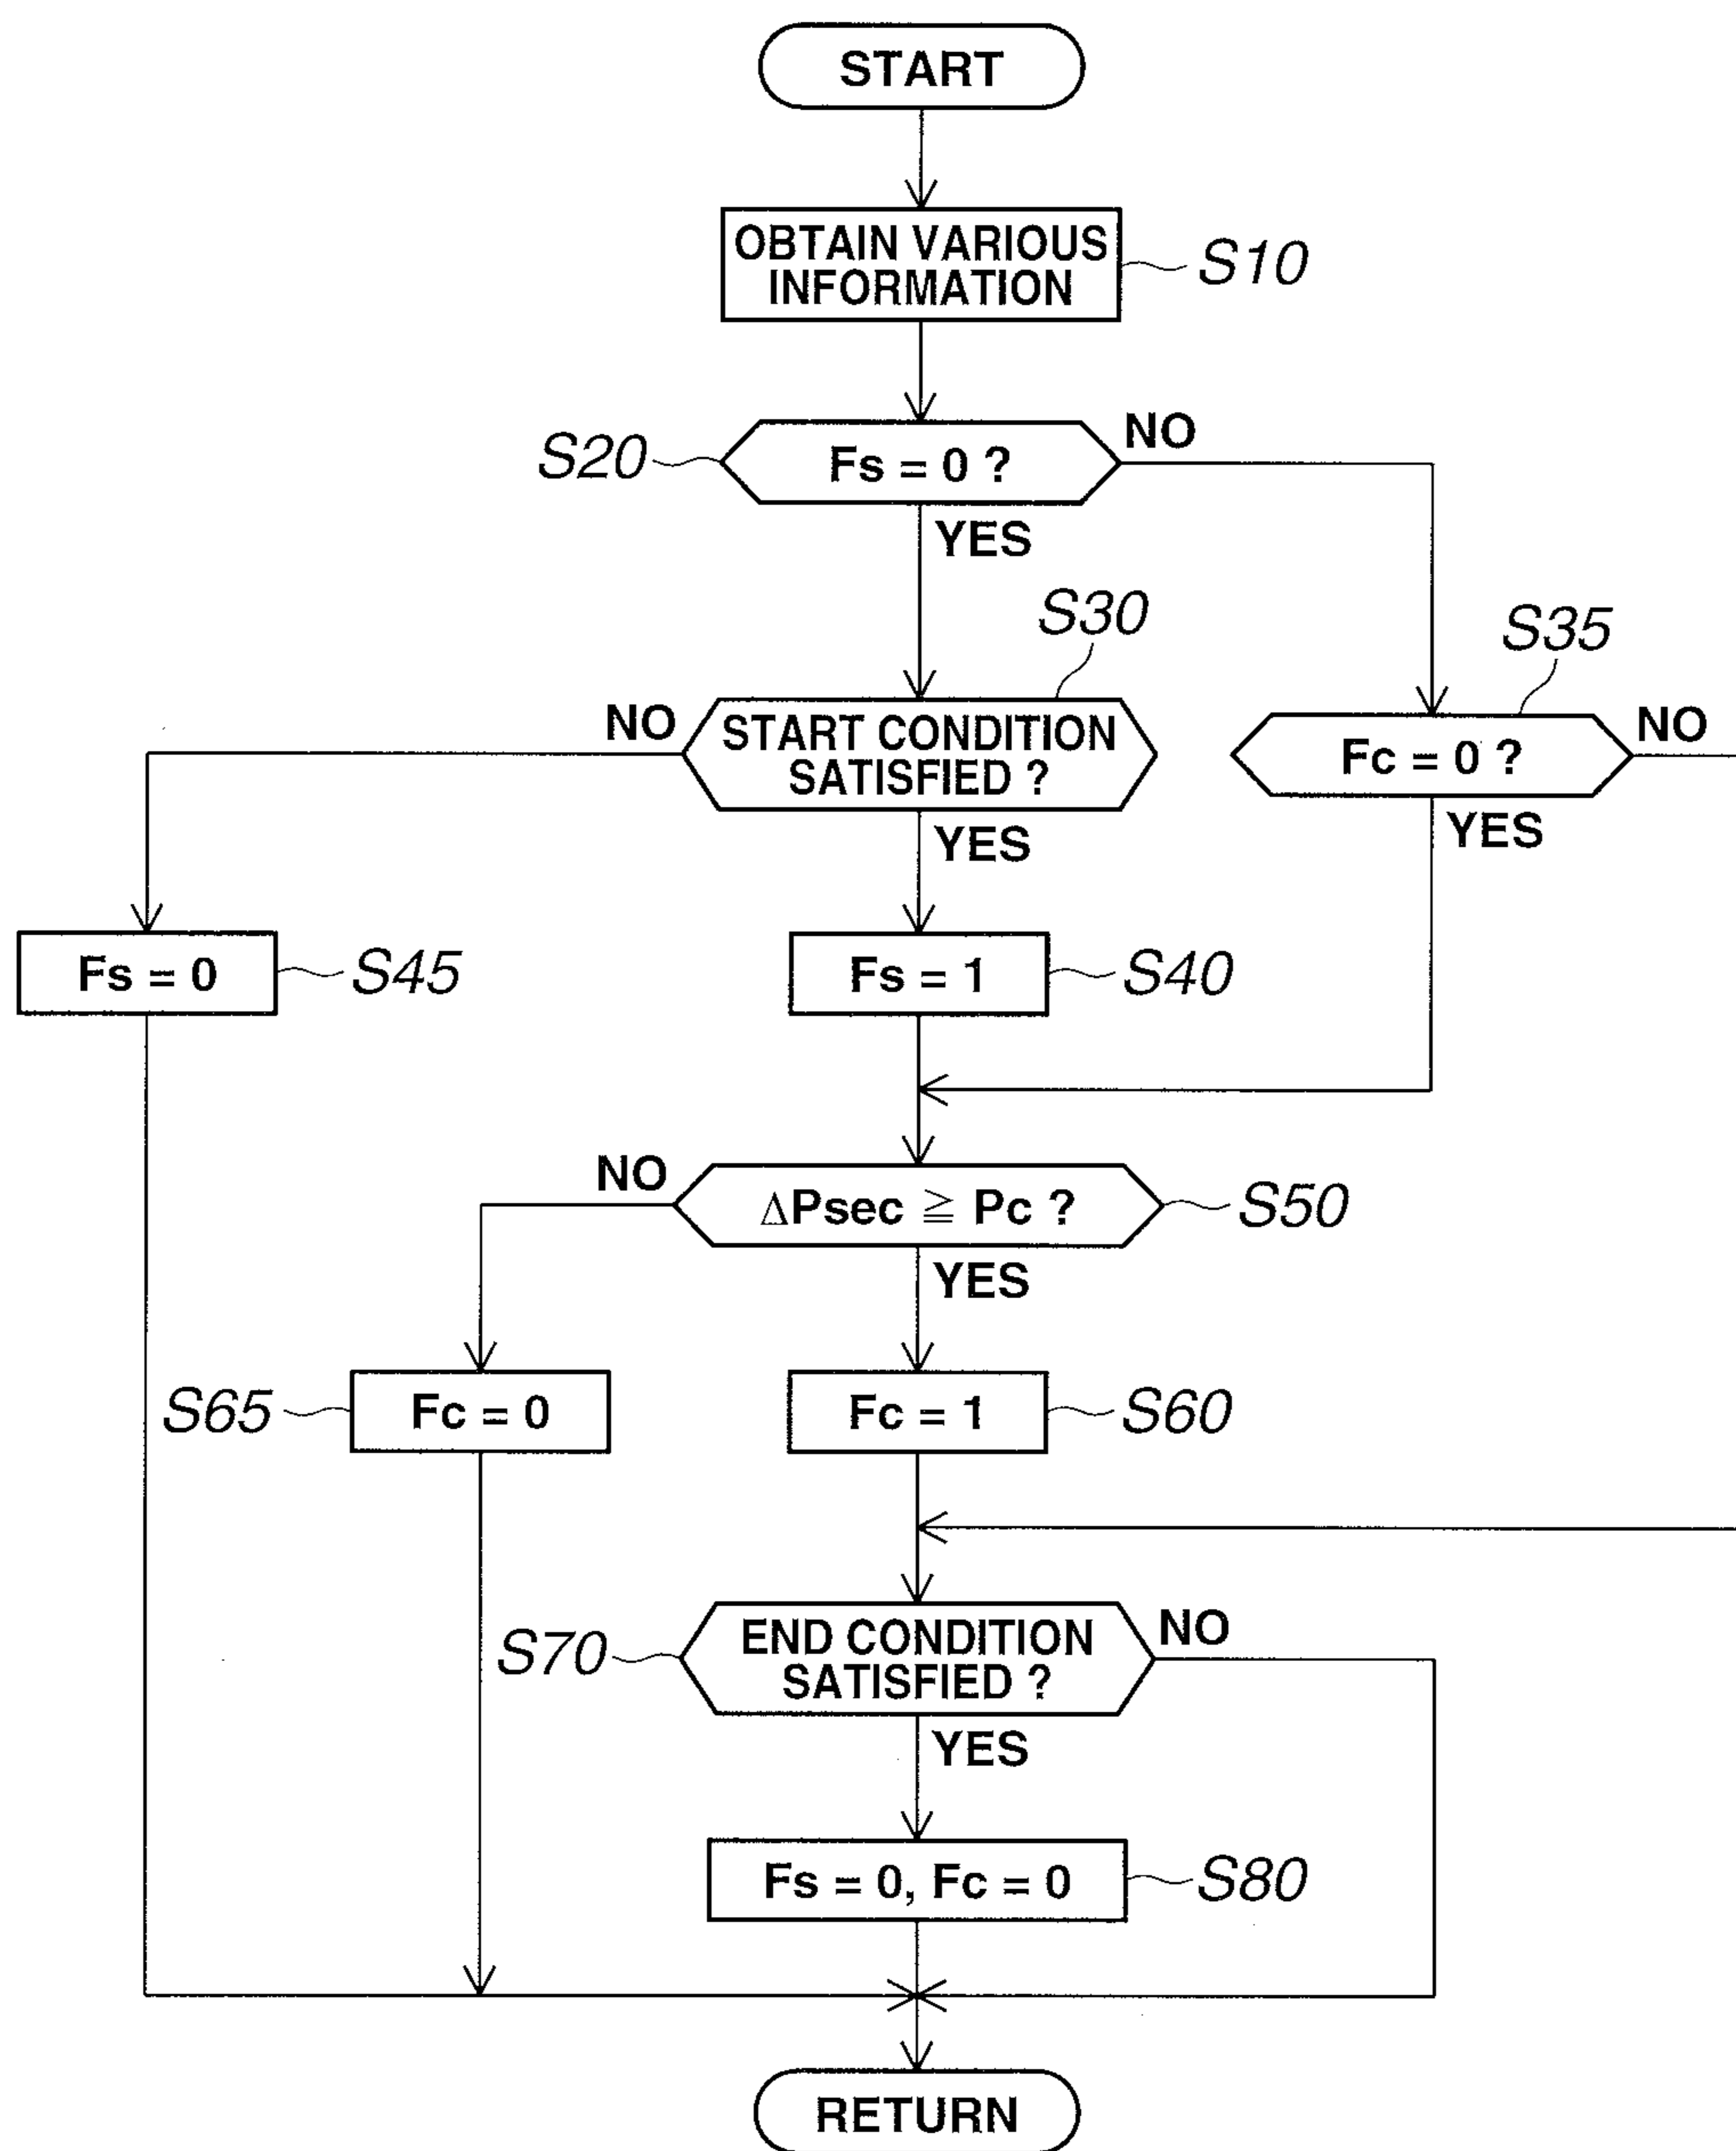 START
OBTAIN VARIOUS
INFORMATION
S10
S20
Fs = 0 ?
NO
YES
S30
S35
NO
START CONDITION
SATISFIED ?
YES
Fc = 0 ?
NO
YES
Fs = 0
S45
Fs = 1
S40
NO
ΔPsec ≧ Pc ?
S50
YES
S65
Fc = 0
Fc = 1
S60
S70
END CONDITION
SATISFIED ?
NO
YES
Fs = 0, Fc = 0
S80
RETURN